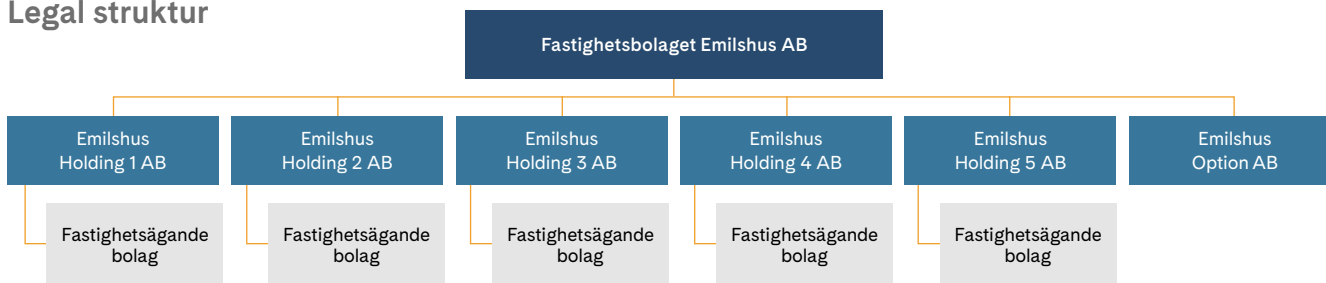 Legal struktur
Fastighetsbolaget Emilshus AB
Emilshus
Holding 1 AB
Emilshus
Holding 2 AB
Emilshus
Holding 3 AB
Emilshus
Holding 4 AB
Emilshus
Holding 5 AB
Emilshus
Option AB
Fastighetsägande
bolag
Fastighetsägande
bolag
Fastighetsägande
bolag
Fastighetsägande
bolag
Fastighetsägande
bolag